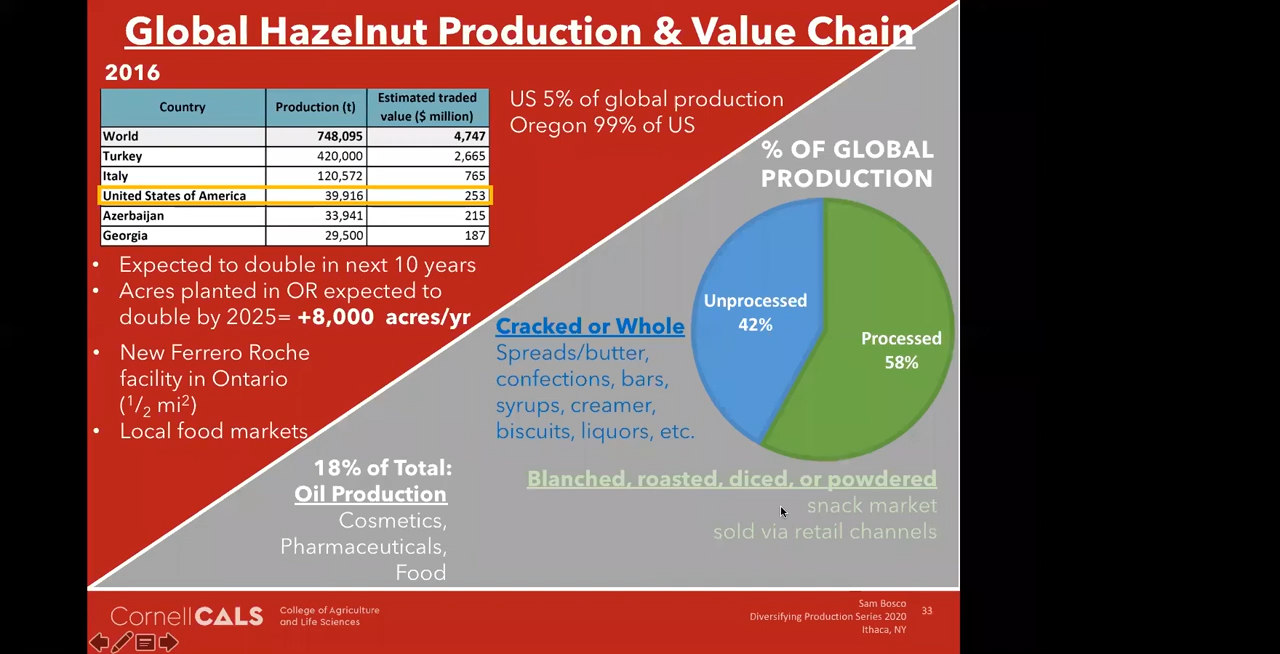 Global Hazelnut Production & Value Chain
2016
Country Production (t) Estimated traded value ($ million)
World 748,095 4,747
Turkey 420,000 2,665
Italy 120,572 765
United States of America 39,916 253
Azerbaijan 33,941 215
Georgia 29,500 187
US 5% of global production
Oregon 99% of US
• Expected to double in next 10 years
• Acres planted in OR expected to
double by 2025= +8,000 acres/yr
• New Ferrero Roche
facility in Ontario
(1/2 mi2)
• Local food markets
% OF GLOBAL
PRODUCTION
Unprocessed
42%
Processed
58%
Cracked or Whole
Spreads/butter,
confections, bars,
syrups, creamer,
biscuits, liquors, etc.
Blanched, roasted, diced, or powdered
snack market
sold via retail channels
18% of Total:
Oil Production
Cosmetics,
Pharmaceuticals,
Food
CornellCALS
College of Agriculture
and Life Sciences
Sam Bosco
Diversifying Production Series 2020
Ithaca, NY
33